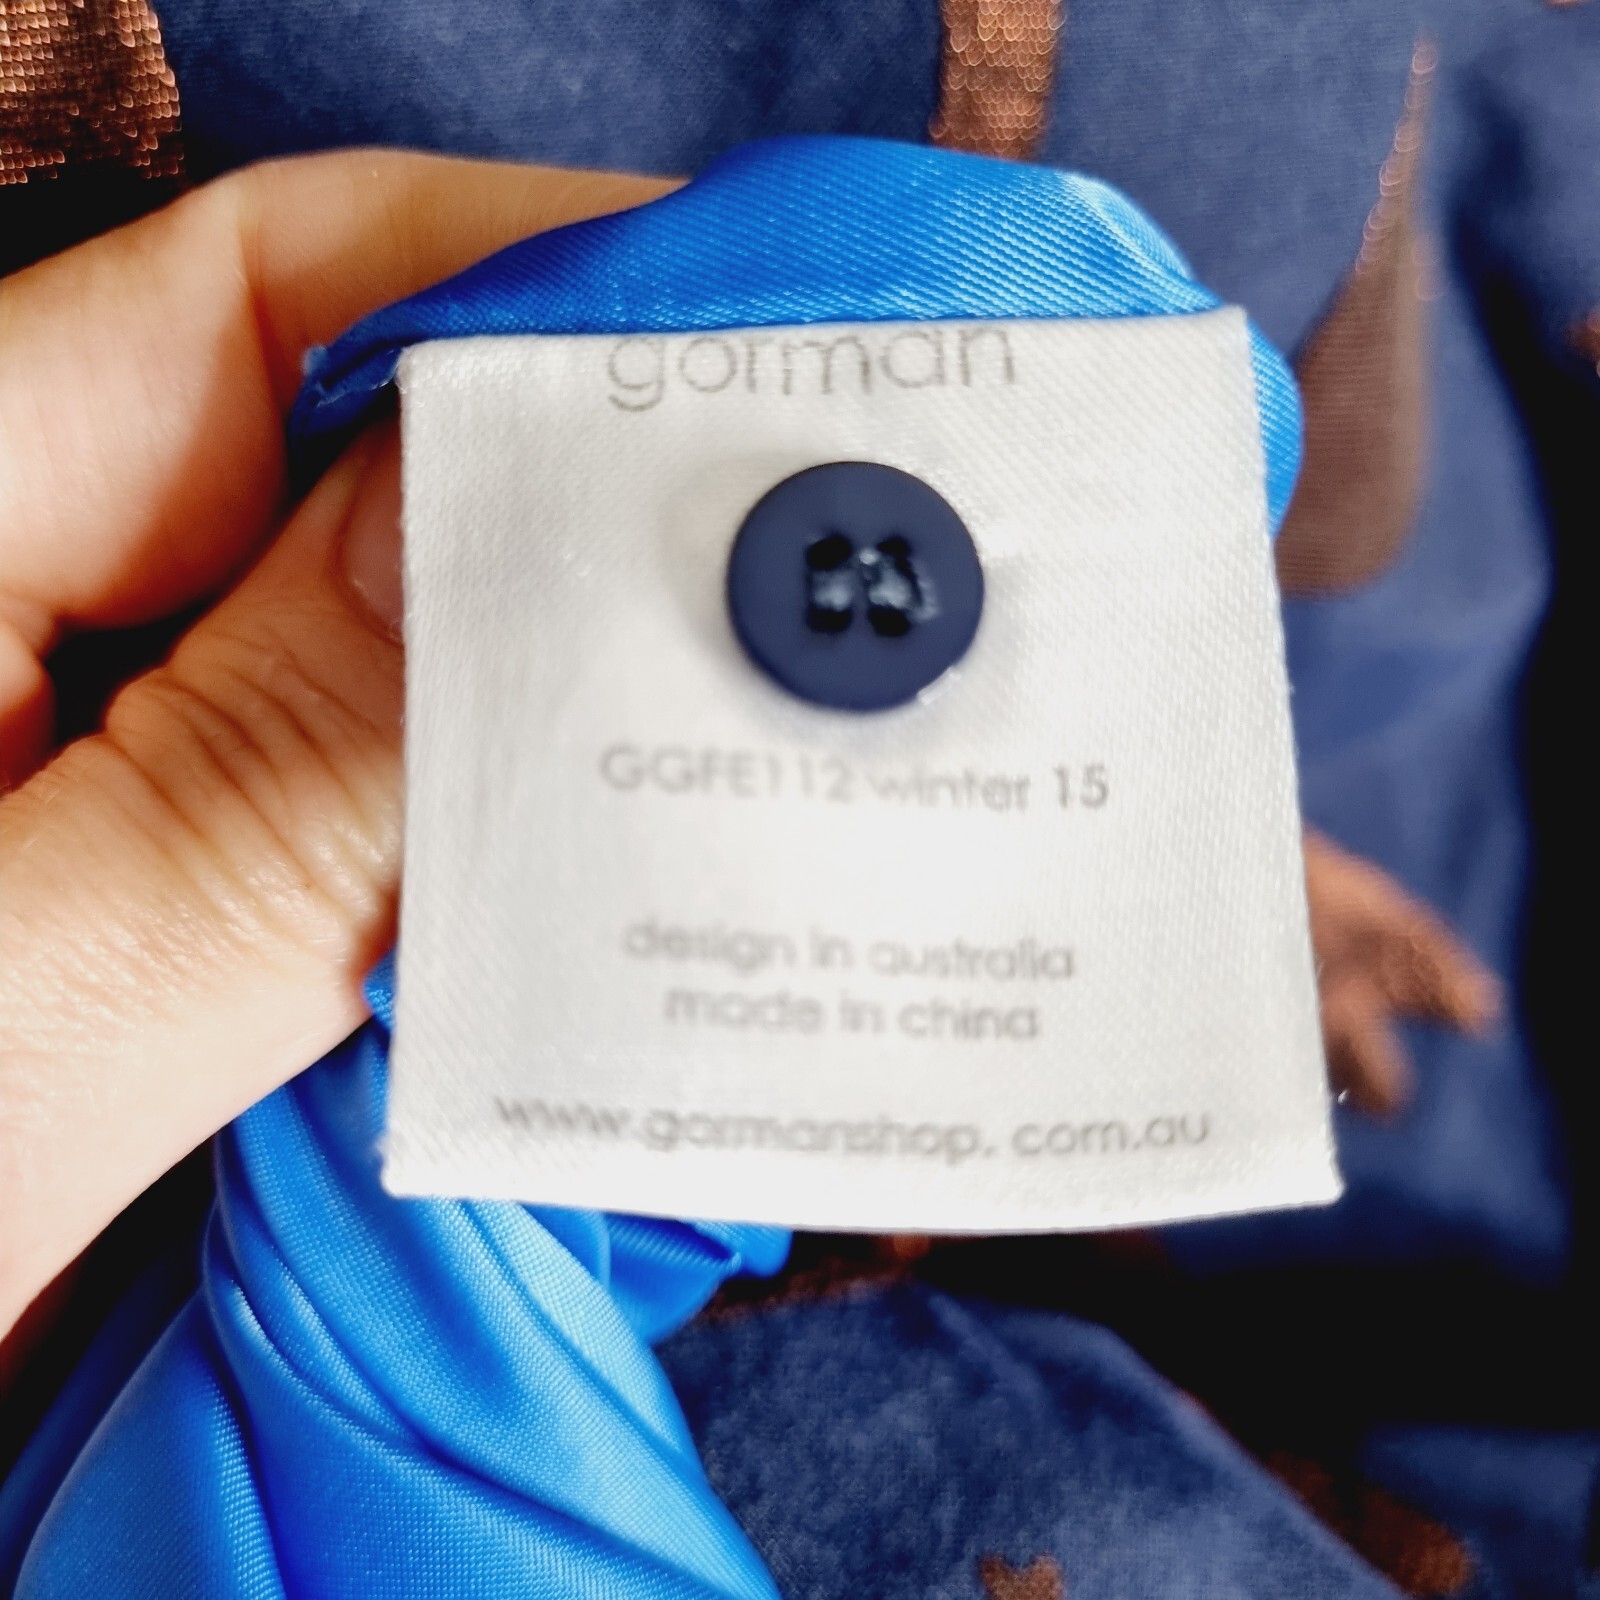 gorman
GGFE112 winter 15
design in australia
made in china
www.gormanshop. com.au